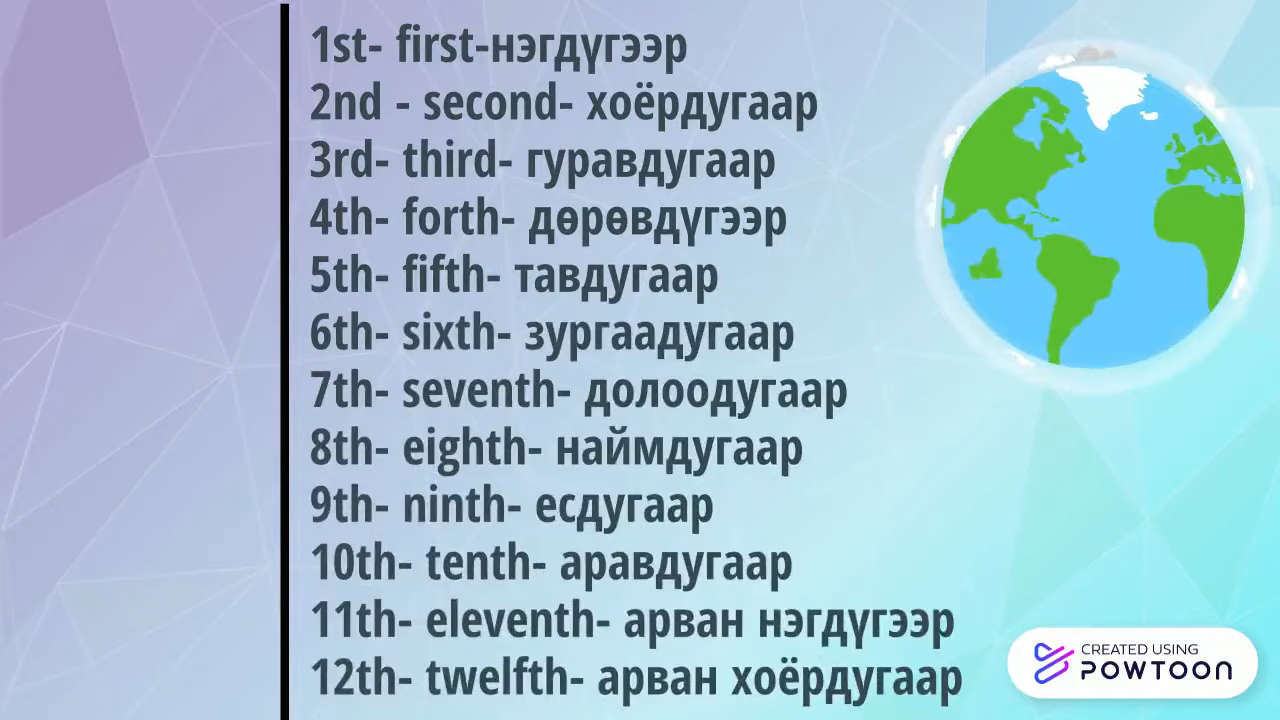 1st- first-нэгдүгээр
2nd - second- хоёрдугаар
3rd- third- гуравдугаар
4th- forth- дөрөвдүгээр
5th- fifth- тавдугаар
6th- sixth- зургаадугаар
7th- seventh- долоодугаар
8th- eighth- наймдугаар
9th- ninth- есдугаар
10th- tenth- аравдугаар
11th- eleventh- арван нэгдүгээр
12th- twelfth- арван хоёрдугаар
CREATED USING
POWTOON